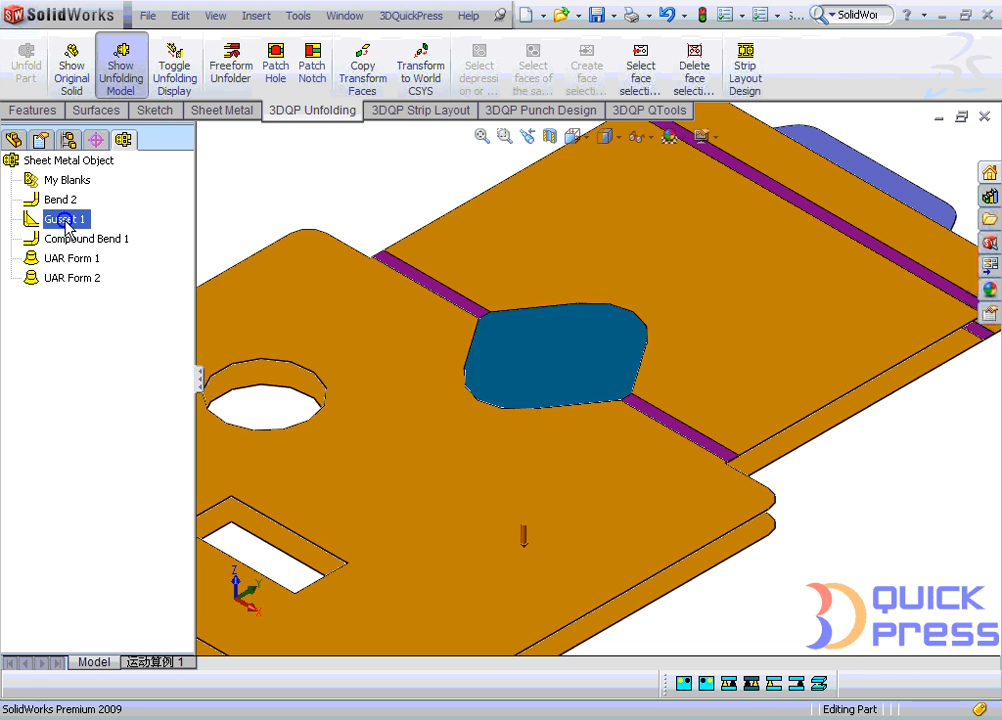 SolidWorks File Edit View Insert Tools Window 3DQuickPress Help s... SolidWor ?
Unfold Part
Show Original Solid
Show Unfolding Model
Toggle Unfolding Display
Freeform Unfolder
Patch Hole
Patch Notch
Copy Transform Faces
Transform to World CSYS
Select depressi on or ...
Select faces of the sa...
Create face selecti...
Select face selecti...
Delete face selecti...
Strip Layout Design
Features Surfaces Sketch Sheet Metal 3DQP Unfolding 3DQP Strip Layout 3DQP Punch Design 3DQP QTools
Sheet Metal Object
My Blanks
Bend 2
Gusset 1
Compound Bend 1
UAR Form 1
UAR Form 2
Z
Y
X
3D QUICK PRESS
Model 运动算例 1
SolidWorks Premium 2009 Editing Part